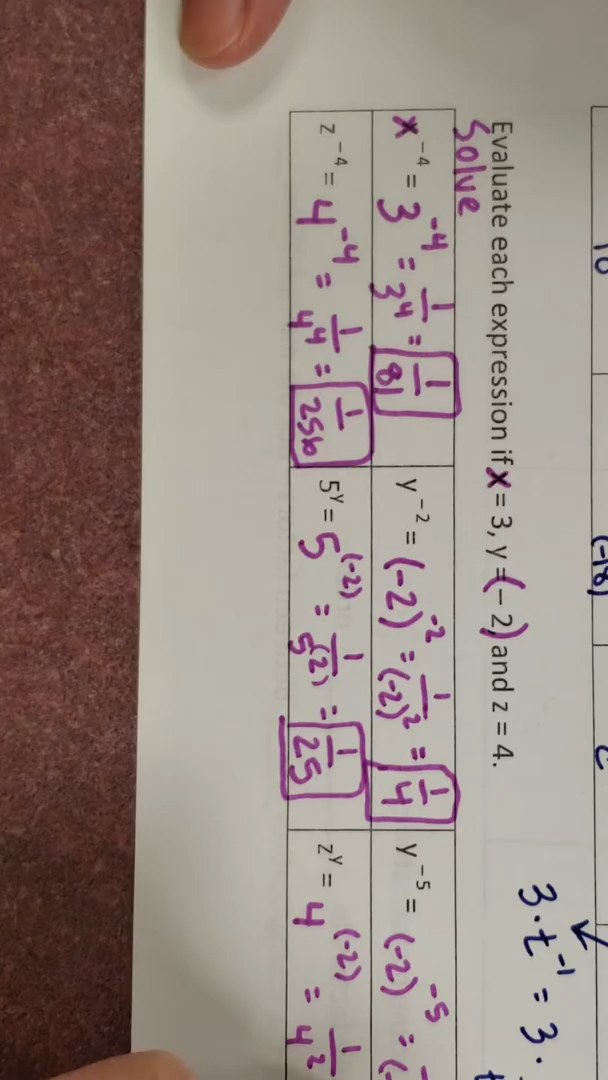 10 (-18) c
3·t⁻¹ = 3·
Evaluate each expression if x = 3, y = (– 2) and z = 4.
Solve
x⁻⁴ = 3⁻⁴ = 1/3⁴ = 1/81 y⁻² = (-2)⁻² = 1/(-2)² = 1/4 y⁻⁵ = (-2)⁻⁵ =
z⁻⁴ = 4⁻⁴ = 1/4⁴ = 1/256 5ʸ = 5⁽⁻²⁾ = 1/5⁽²⁾ = 1/25 zʸ = 4⁽⁻²⁾ = 1/4²